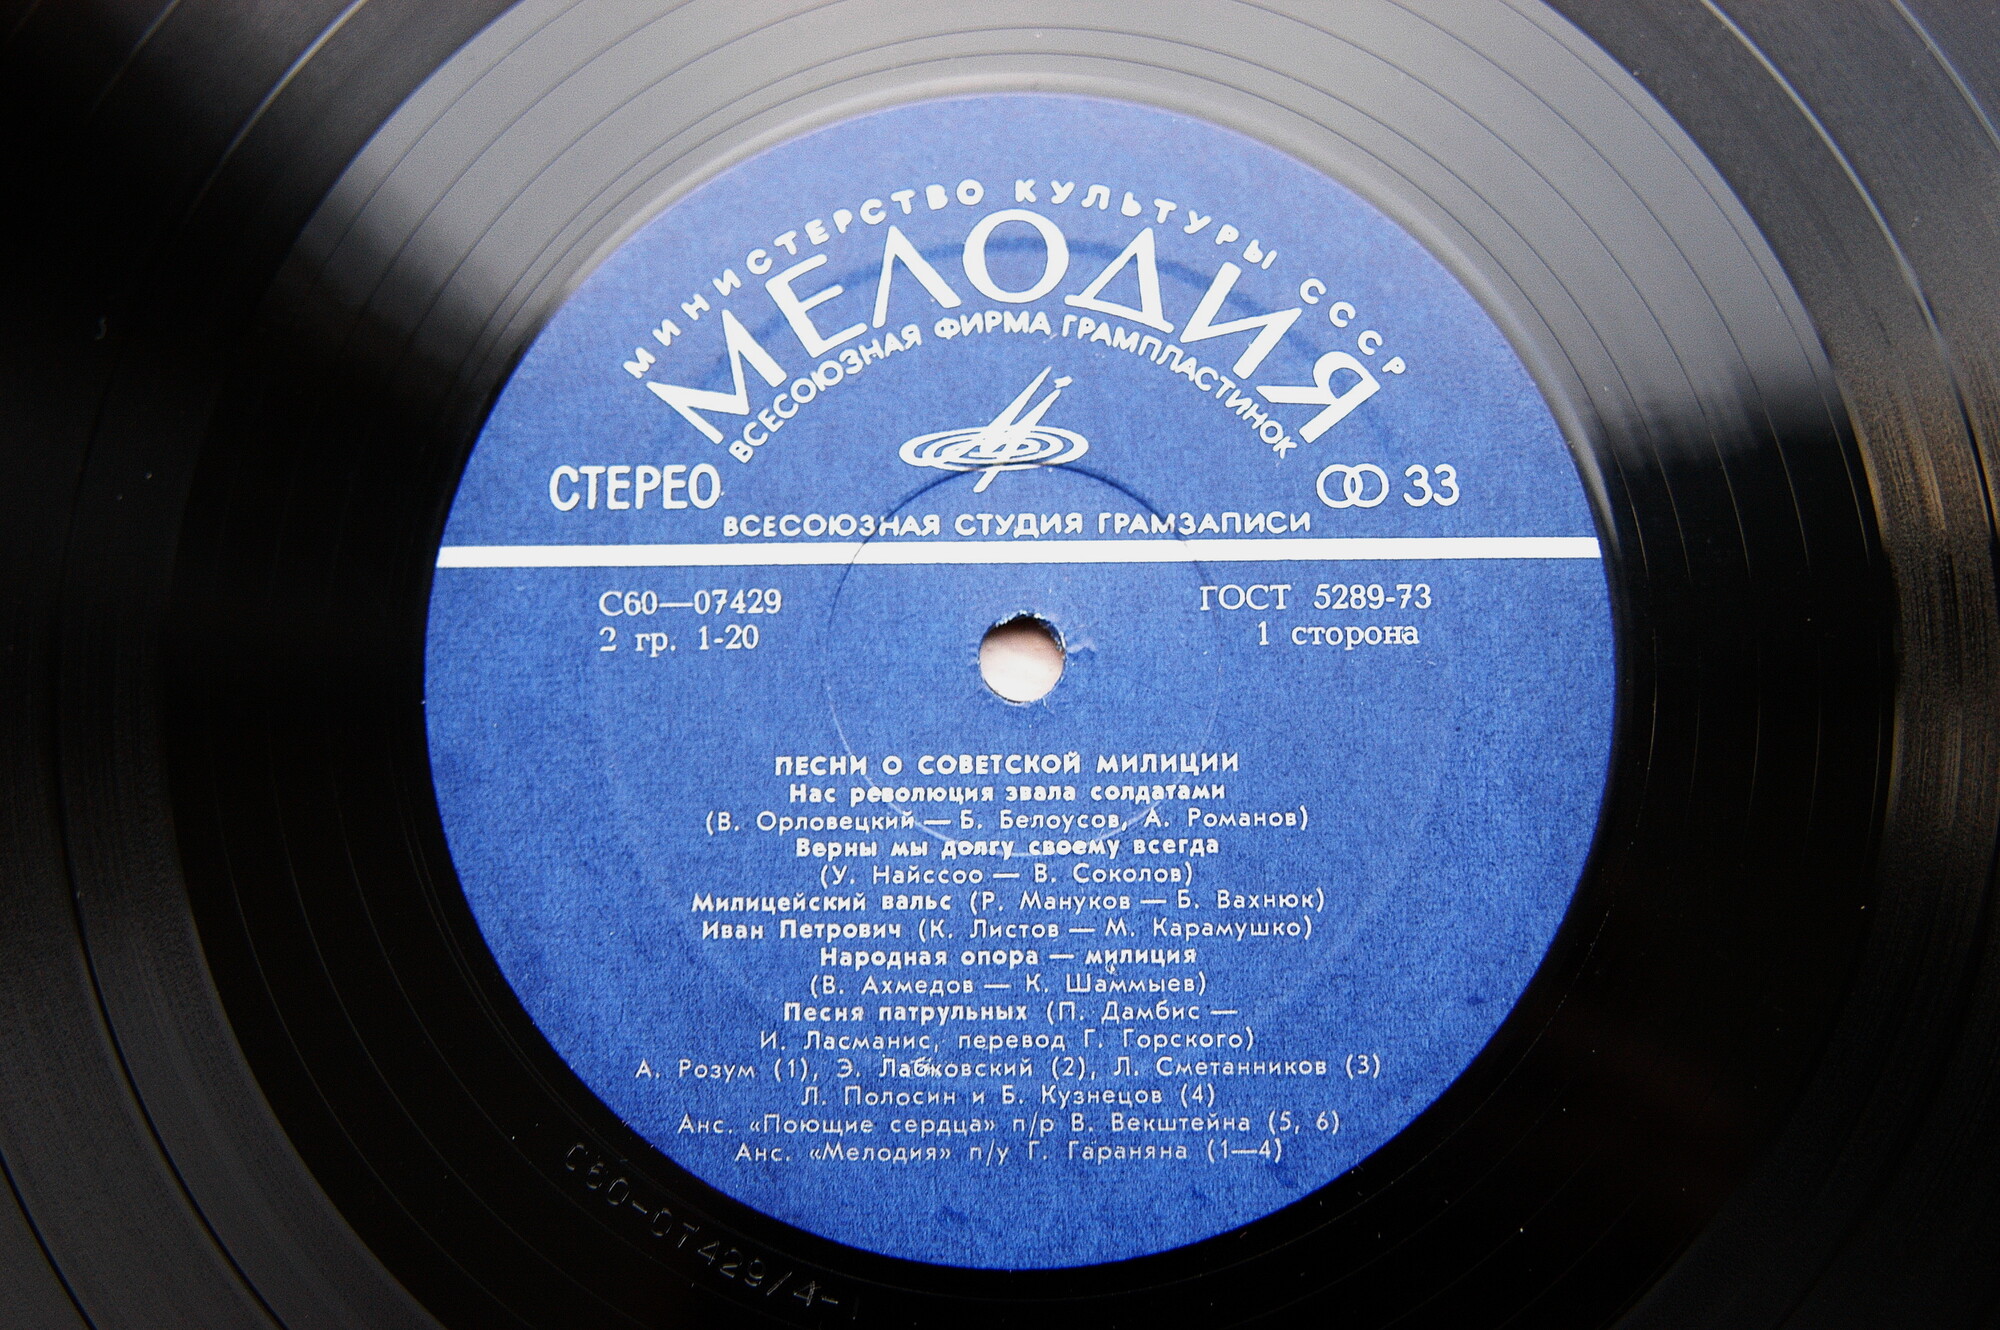 МИНИСТЕРСТВО КУЛЬТУРЫ СССР
МЕЛОДИЯ
ВСЕСОЮЗНАЯ ФИРМА ГРАМПЛАСТИНОК
СТЕРЕО
33
ВСЕСОЮЗНАЯ СТУДИЯ ГРАМЗАПИСИ
С60—07429
ГОСТ 5289-73
2 гр. 1-20
1 сторона
ПЕСНИ О СОВЕТСКОЙ МИЛИЦИИ
Нас революция звала солдатами
(В. Орловецкий — Б. Белоусов, А. Романов)
Верны мы долгу своему всегда
(У. Найссоо — В. Соколов)
Милицейский вальс (Р. Мануков — Б. Вахнюк)
Иван Петрович (К. Листов — М. Карамушко)
Народная опора — милиция
(В. Ахмедов — К. Шаммыев)
Песня патрульных (П. Дамбис —
И. Ласманис, перевод Г. Горского)
А. Розум (1), Э. Лабковский (2), Л. Сметанников (3)
Л. Полосин и Б. Кузнецов (4)
Анс. «Поющие сердца» п/р В. Векштейна (5, 6)
Анс. «Мелодия» п/у Г. Гараняна (1—4)
С60-07429/4-1